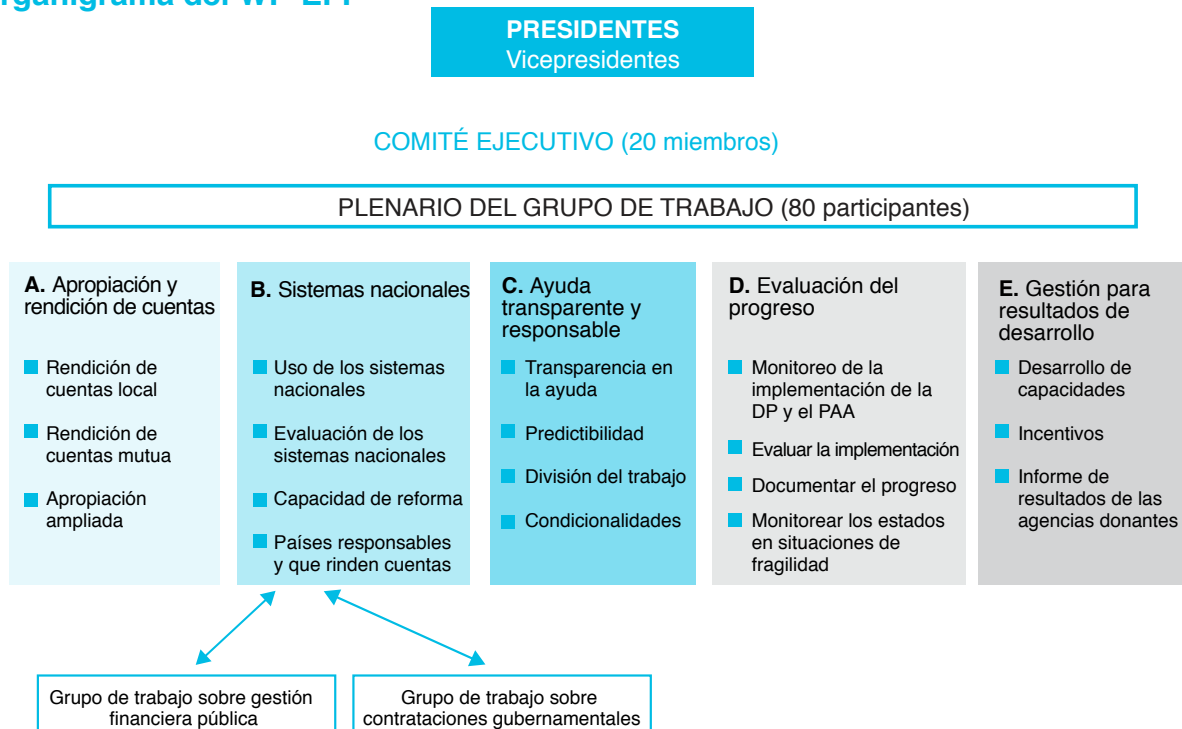 PRESIDENTES
Vicepresidentes
COMITÉ EJECUTIVO (20 miembros)
PLENARIO DEL GRUPO DE TRABAJO (80 participantes)
A. Apropiación y
rendición de cuentas
Rendición de
cuentas local
Rendición de
cuentas mutua
Apropiación
ampliada
B. Sistemas nacionales
Uso de los sistemas
nacionales
Evaluación de los
sistemas nacionales
Capacidad de reforma
Países responsables
y que rinden cuentas
C. Ayuda
transparente y
responsable
Transparencia en
la ayuda
Predictibilidad
División del trabajo
Condicionalidades
D. Evaluación del
progreso
Monitoreo de la
implementación de la
DP y el PAA
Evaluar la implementación
Documentar el progreso
Monitorear los estados
en situaciones de
fragilidad
E. Gestión para
resultados de
desarrollo
Desarrollo de
capacidades
Incentivos
Informe de
resultados de las
agencias donantes
Grupo de trabajo sobre gestión
financiera pública
Grupo de trabajo sobre
contrataciones gubernamentales